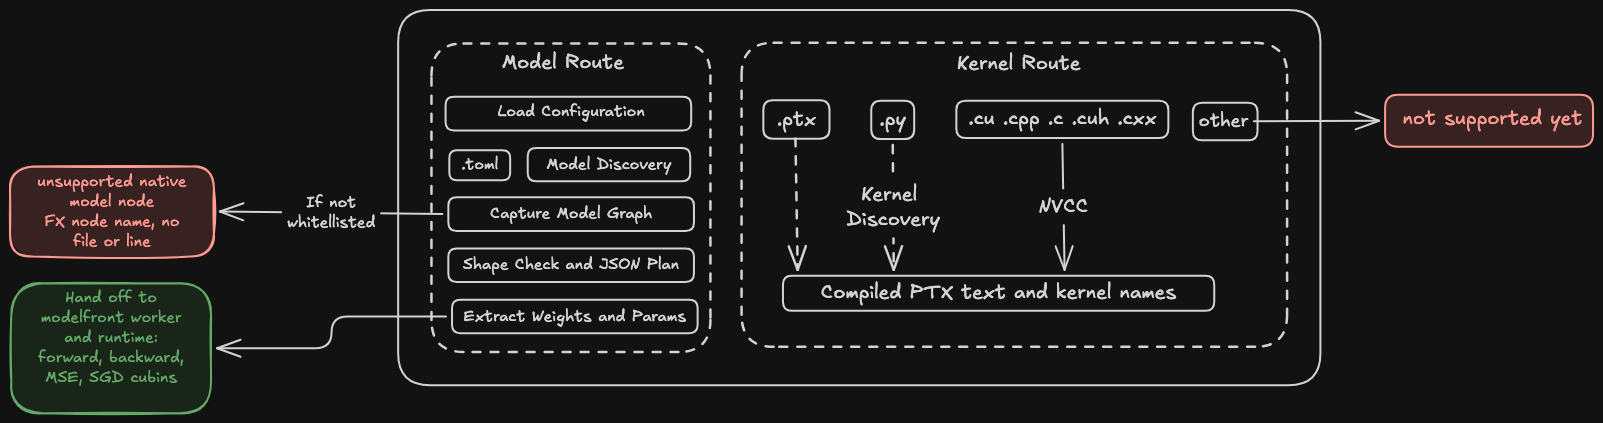 Model Route
Load Configuration
.toml
Model Discovery
Capture Model Graph
Shape Check and JSON Plan
Extract Weights and Params
If not
whitellisted
unsupported native
model node
FX node name, no
file or line
Hand off to
modelfront worker
and runtime:
forward, backward,
MSE, SGD cubins
Kernel Route
.ptx
.py
.cu .cpp .c .cuh .cxx
other
not supported yet
Kernel
Discovery
NVCC
Compiled PTX text and kernel names